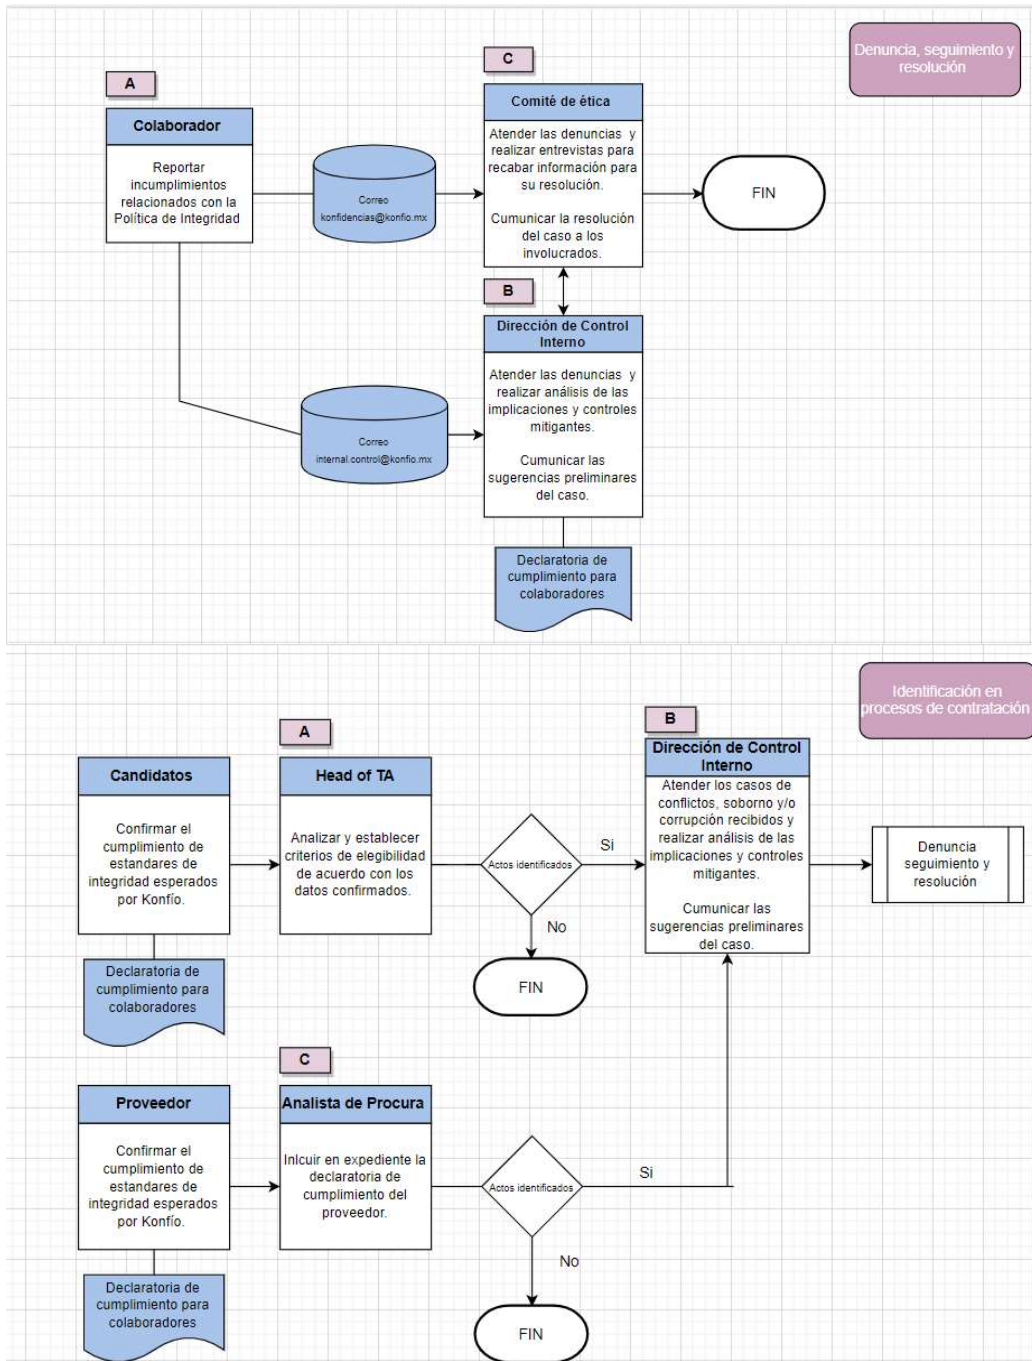 Denuncia, seguimiento y
resolución
A
Colaborador
Reportar
incumplimientos
relacionados con la
Política de Integridad
Correo
konfidencias@konfio.mx
C
Comité de ética
Atender las denuncias y
realizar entrevistas para
recabar información para
su resolución.
Cumunicar la resolución
del caso a los
involucrados.
FIN
B
Dirección de Control
Interno
Atender las denuncias y
realizar análisis de las
implicaciones y controles
mitigantes.
Cumunicar las
sugerencias preliminares
del caso.
Correo
internal.control@konfio.mx
Declaratoria de
cumplimiento para
colaboradores
Identificación en
procesos de contratación
Candidatos
Confirmar el
cumplimiento de
estandares de
integridad esperados
por Konfío.
Declaratoria de
cumplimiento para
colaboradores
A
Head of TA
Analizar y establecer
criterios de elegibilidad
de acuerdo con los
datos confirmados.
Actos identificados
Si
No
FIN
B
Dirección de Control
Interno
Atender los casos de
conflictos, soborno y/o
corrupción recibidos y
realizar análisis de las
implicaciones y controles
mitigantes.
Cumunicar las
sugerencias preliminares
del caso.
Denuncia
seguimiento y
resolución
Proveedor
Confirmar el
cumplimiento de
estandares de
integridad esperados
por Konfío.
Declaratoria de
cumplimiento para
colaboradores
C
Analista de Procura
Inlcuir en expediente la
declaratoria de
cumplimiento del
proveedor.
Actos identificados
Si
No
FIN